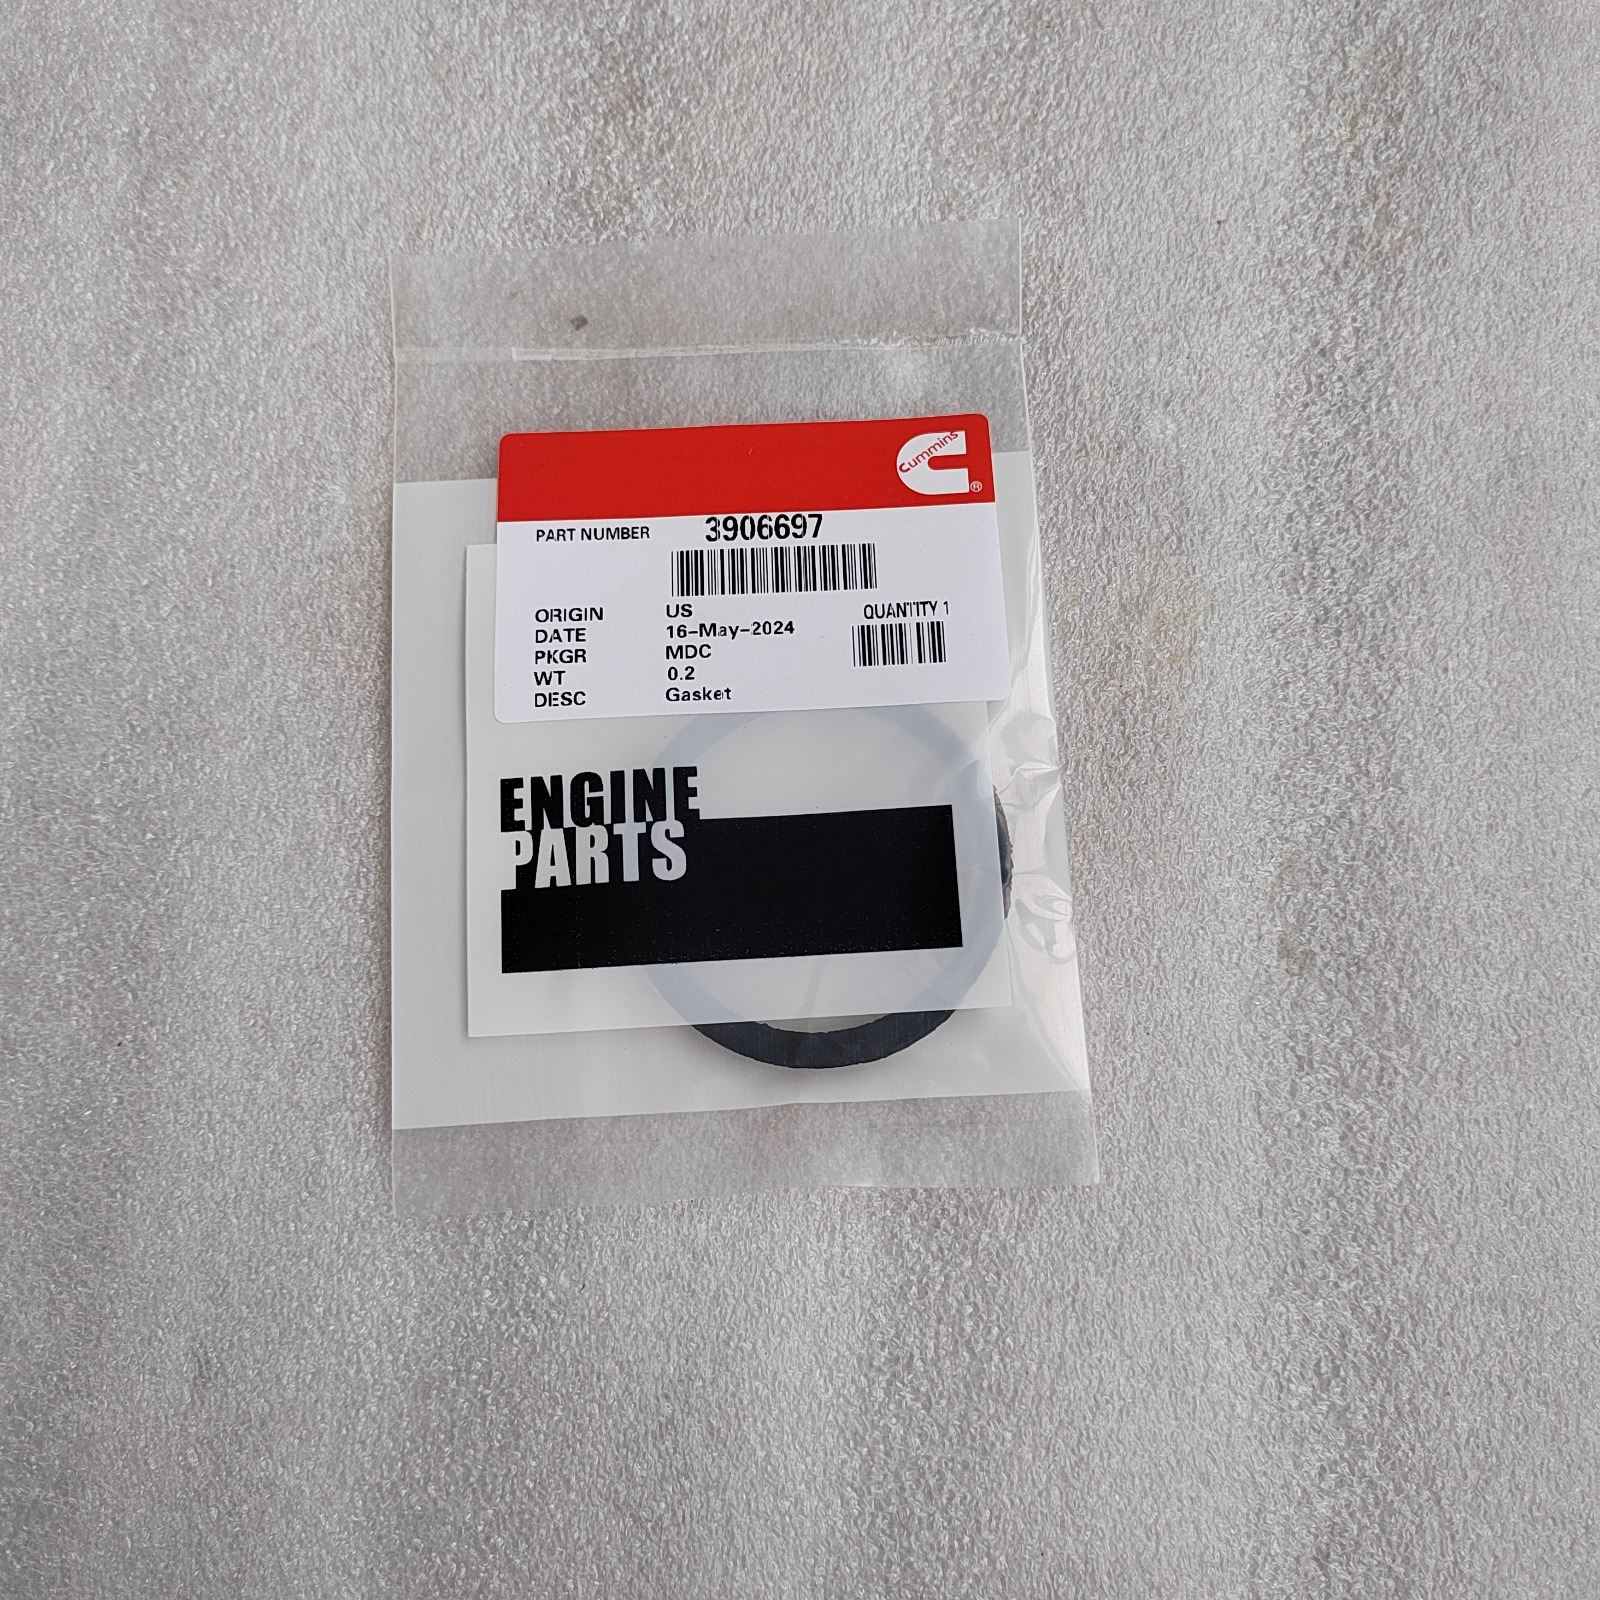 Cummins
®
PART NUMBER 3906697
ORIGIN US QUANTITY 1
DATE 16-May-2024
PKGR MDC
WT 0.2
DESC Gasket
ENGINE
PARTS